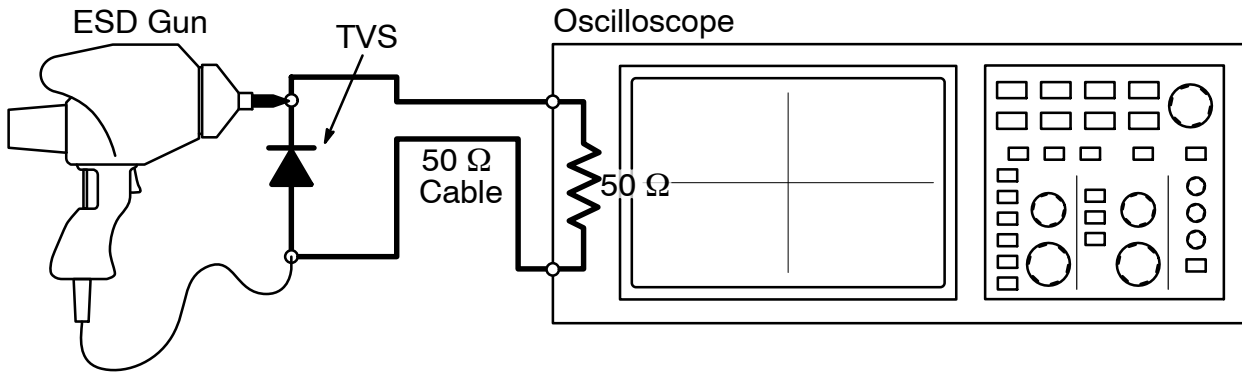 ESD Gun
TVS
Oscilloscope
50 Ω
Cable
50 Ω